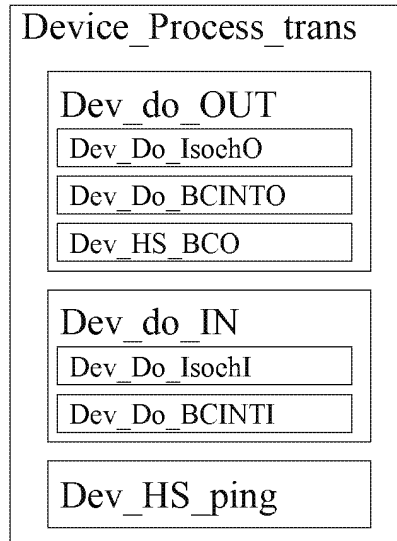 Device_Process_trans
Dev_do_OUT
Dev_Do_IsochO
Dev_Do_BCINTO
Dev_HS_BCO
Dev_do_IN
Dev_Do_IsochI
Dev_Do_BCINTI
Dev_HS_ping